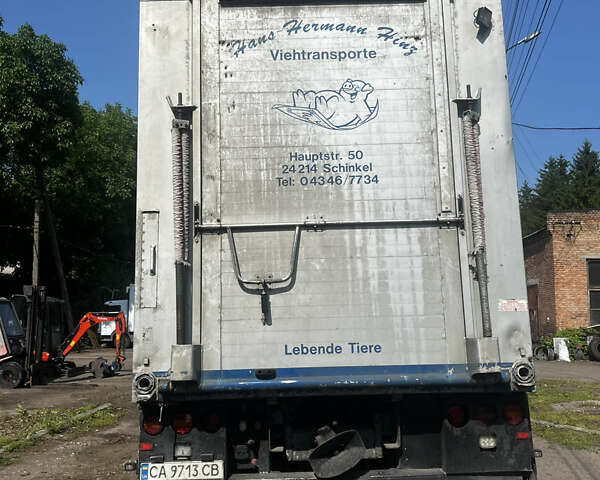 Hans Hermann Hinz
Viehtransporte
Hauptstr. 50
24214 Schinkel
Tel: 04346/7734
Lebende Tiere
CA 9713 CB